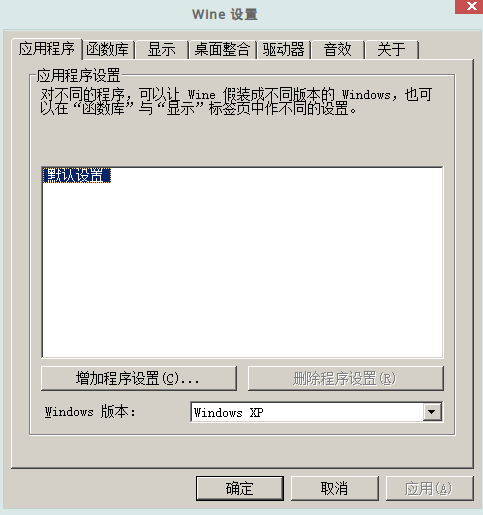 Wine 设置
应用程序 函数库 显示 桌面整合 驱动器 音效 关于
应用程序设置
对不同的程序，可以让 Wine 假装成不同版本的 Windows，也可
以在“函数库”与“显示”标签页中作不同的设置。
默认设置
增加程序设置(C)... 删除程序设置(R)
Windows 版本： Windows XP
确定 取消 应用(A)